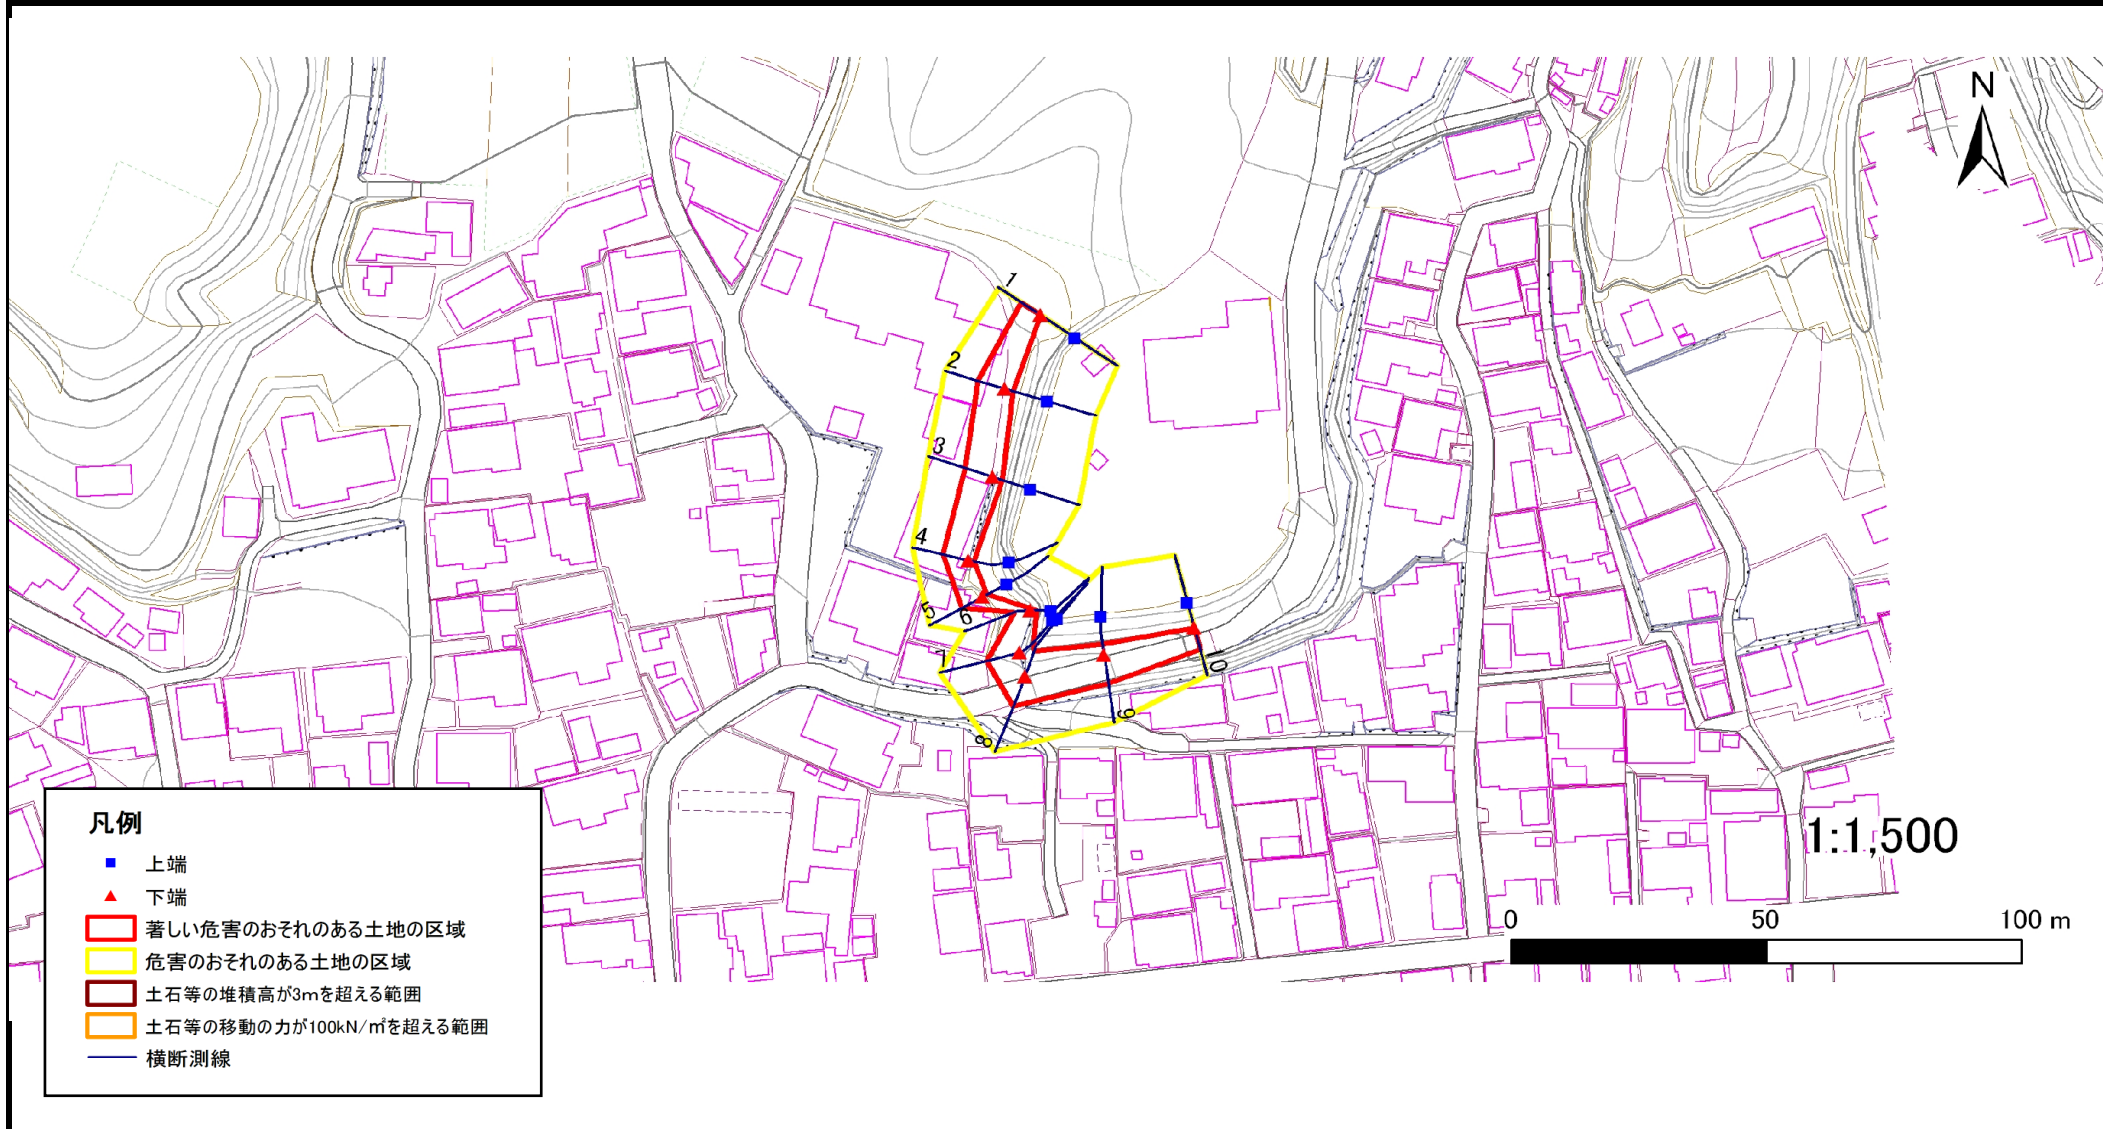 N
1
2
3
4
5
6
7
8
9
10
1:1,500
0 50 100 m
凡例
上端
下端
著しい危害のおそれのある土地の区域
危害のおそれのある土地の区域
土石等の堆積高が3mを超える範囲
土石等の移動の力が100kN/㎡を超える範囲
横断測線